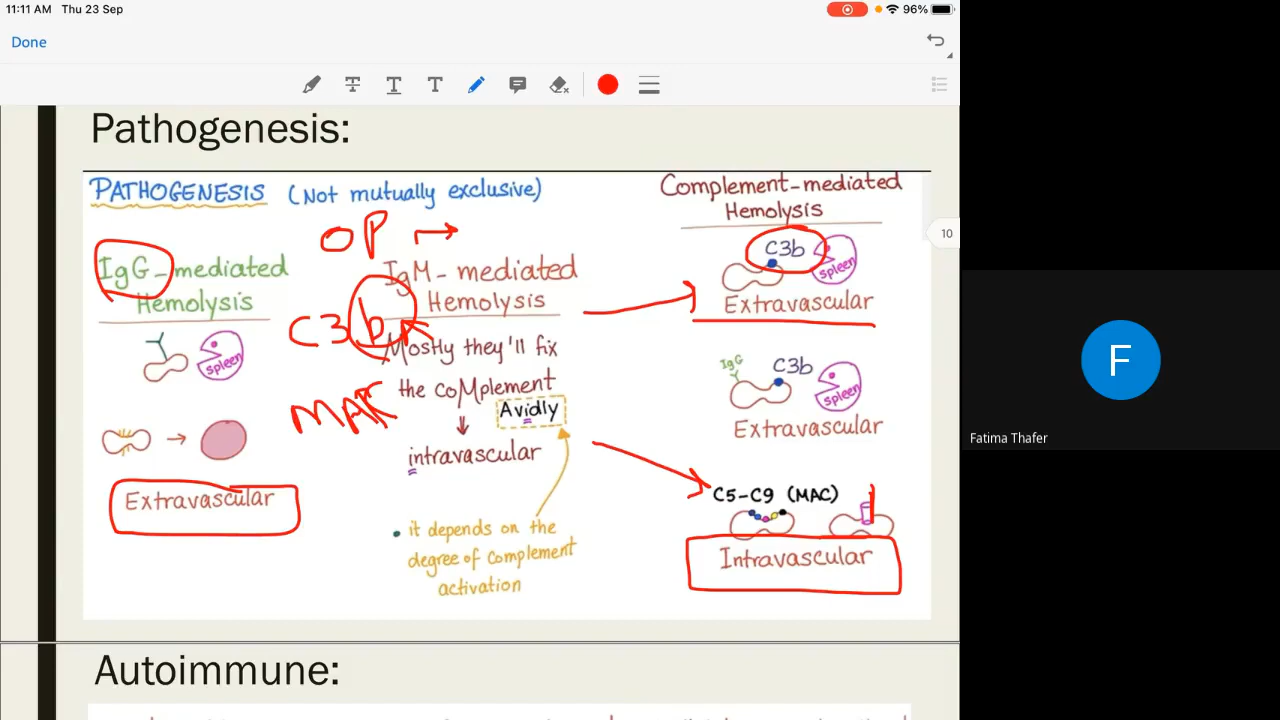 11:11 AM Thu 23 Sep
96%
Done
Pathogenesis:
PATHOGENESIS (Not mutually exclusive)
OP
IgG-mediated
Hemolysis
spleen
Extravascular
C3b
MAC
IgM-mediated
Hemolysis
Mostly they'll fix
the coMplement
Avidly
intravascular
it depends on the
degree of complement
activation
Complement-mediated
Hemolysis
C3b
spleen
Extravascular
IgG
C3b
spleen
Extravascular
C5-C9 (MAC)
Intravascular
10
Autoimmune:
F
Fatima Thafer